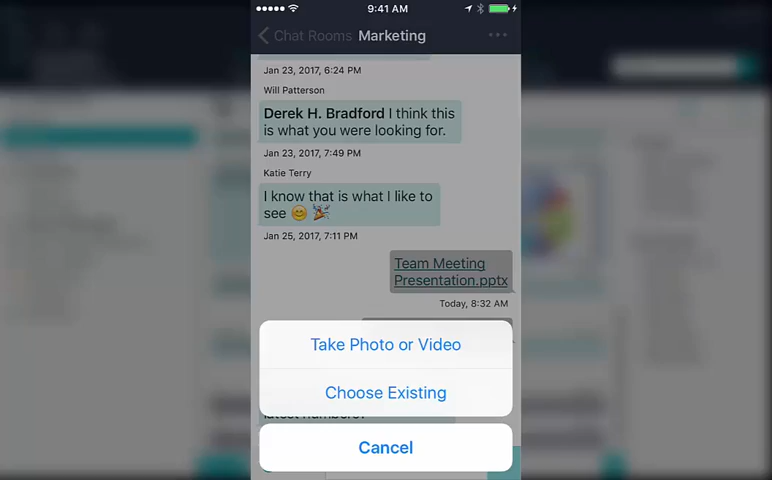 9:41 AM
Chat Rooms Marketing
Jan 23, 2017, 6:24 PM
Will Patterson
Derek H. Bradford I think this
is what you were looking for.
Jan 23, 2017, 7:49 PM
Katie Terry
I know that is what I like to
see 😊 🎉
Jan 25, 2017, 7:11 PM
Team Meeting
Presentation.pptx
Today, 8:32 AM
Take Photo or Video
Choose Existing
latest numbers?
Cancel